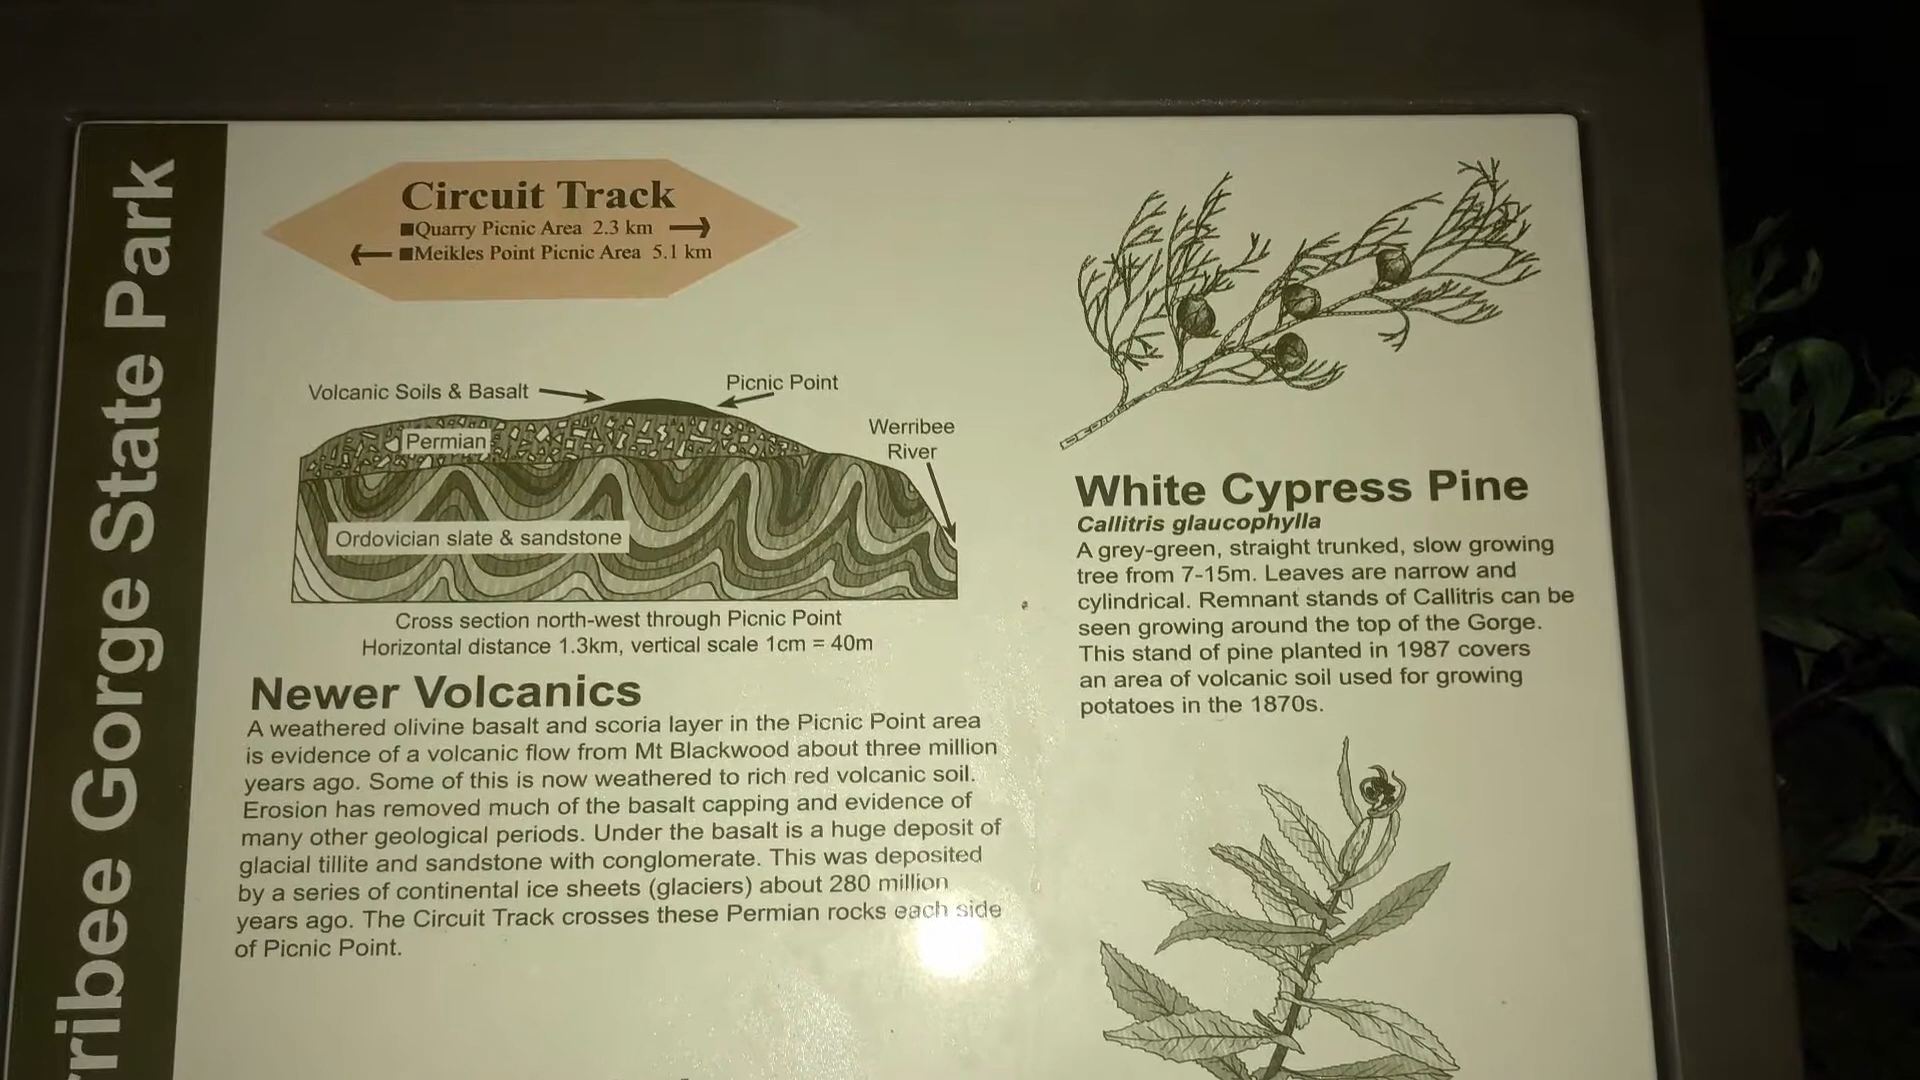 rribee Gorge State Park
Circuit Track
■Quarry Picnic Area 2.3 km →
← ■Meikles Point Picnic Area 5.1 km
Volcanic Soils & Basalt
Picnic Point
Werribee
River
Permian
Ordovician slate & sandstone
Cross section north-west through Picnic Point
Horizontal distance 1.3km, vertical scale 1cm = 40m
Newer Volcanics
A weathered olivine basalt and scoria layer in the Picnic Point area
is evidence of a volcanic flow from Mt Blackwood about three million
years ago. Some of this is now weathered to rich red volcanic soil.
Erosion has removed much of the basalt capping and evidence of
many other geological periods. Under the basalt is a huge deposit of
glacial tillite and sandstone with conglomerate. This was deposited
by a series of continental ice sheets (glaciers) about 280 million
years ago. The Circuit Track crosses these Permian rocks each side
of Picnic Point.
White Cypress Pine
Callitris glaucophylla
A grey-green, straight trunked, slow growing
tree from 7-15m. Leaves are narrow and
cylindrical. Remnant stands of Callitris can be
seen growing around the top of the Gorge.
This stand of pine planted in 1987 covers
an area of volcanic soil used for growing
potatoes in the 1870s.